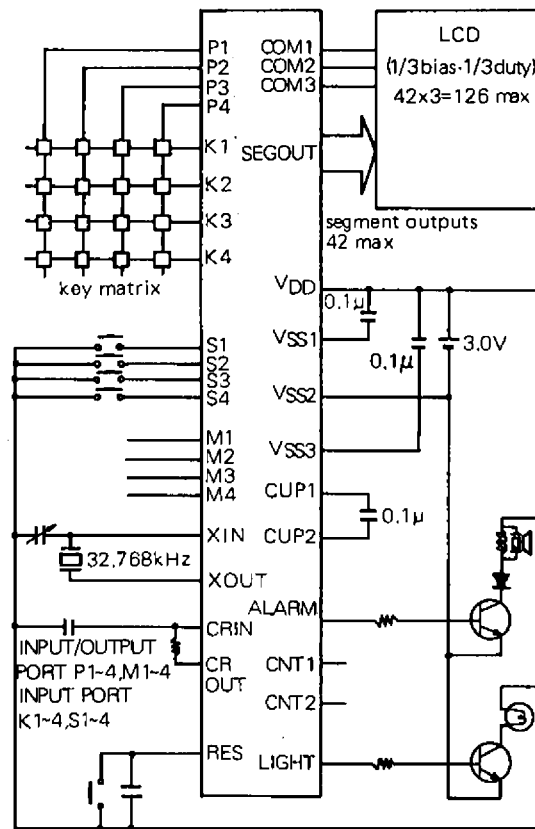 P1
P2
P3
P4
K1
K2
K3
K4
key matrix
S1
S2
S3
S4
M1
M2
M3
M4
XIN
32,768kHz
XOUT
CRIN
INPUT/OUTPUT
PORT P1~4,M1~4
INPUT PORT
K1~4,S1~4
CR
OUT
RES
COM1
COM2
COM3
SEGOUT
LCD
(1/3bias·1/3duty)
42x3=126 max
segment outputs
42 max
VDD
0.1μ
VSS1
0.1μ
3.0V
VSS2
VSS3
CUP1
0.1μ
CUP2
ALARM
CNT1
CNT2
LIGHT